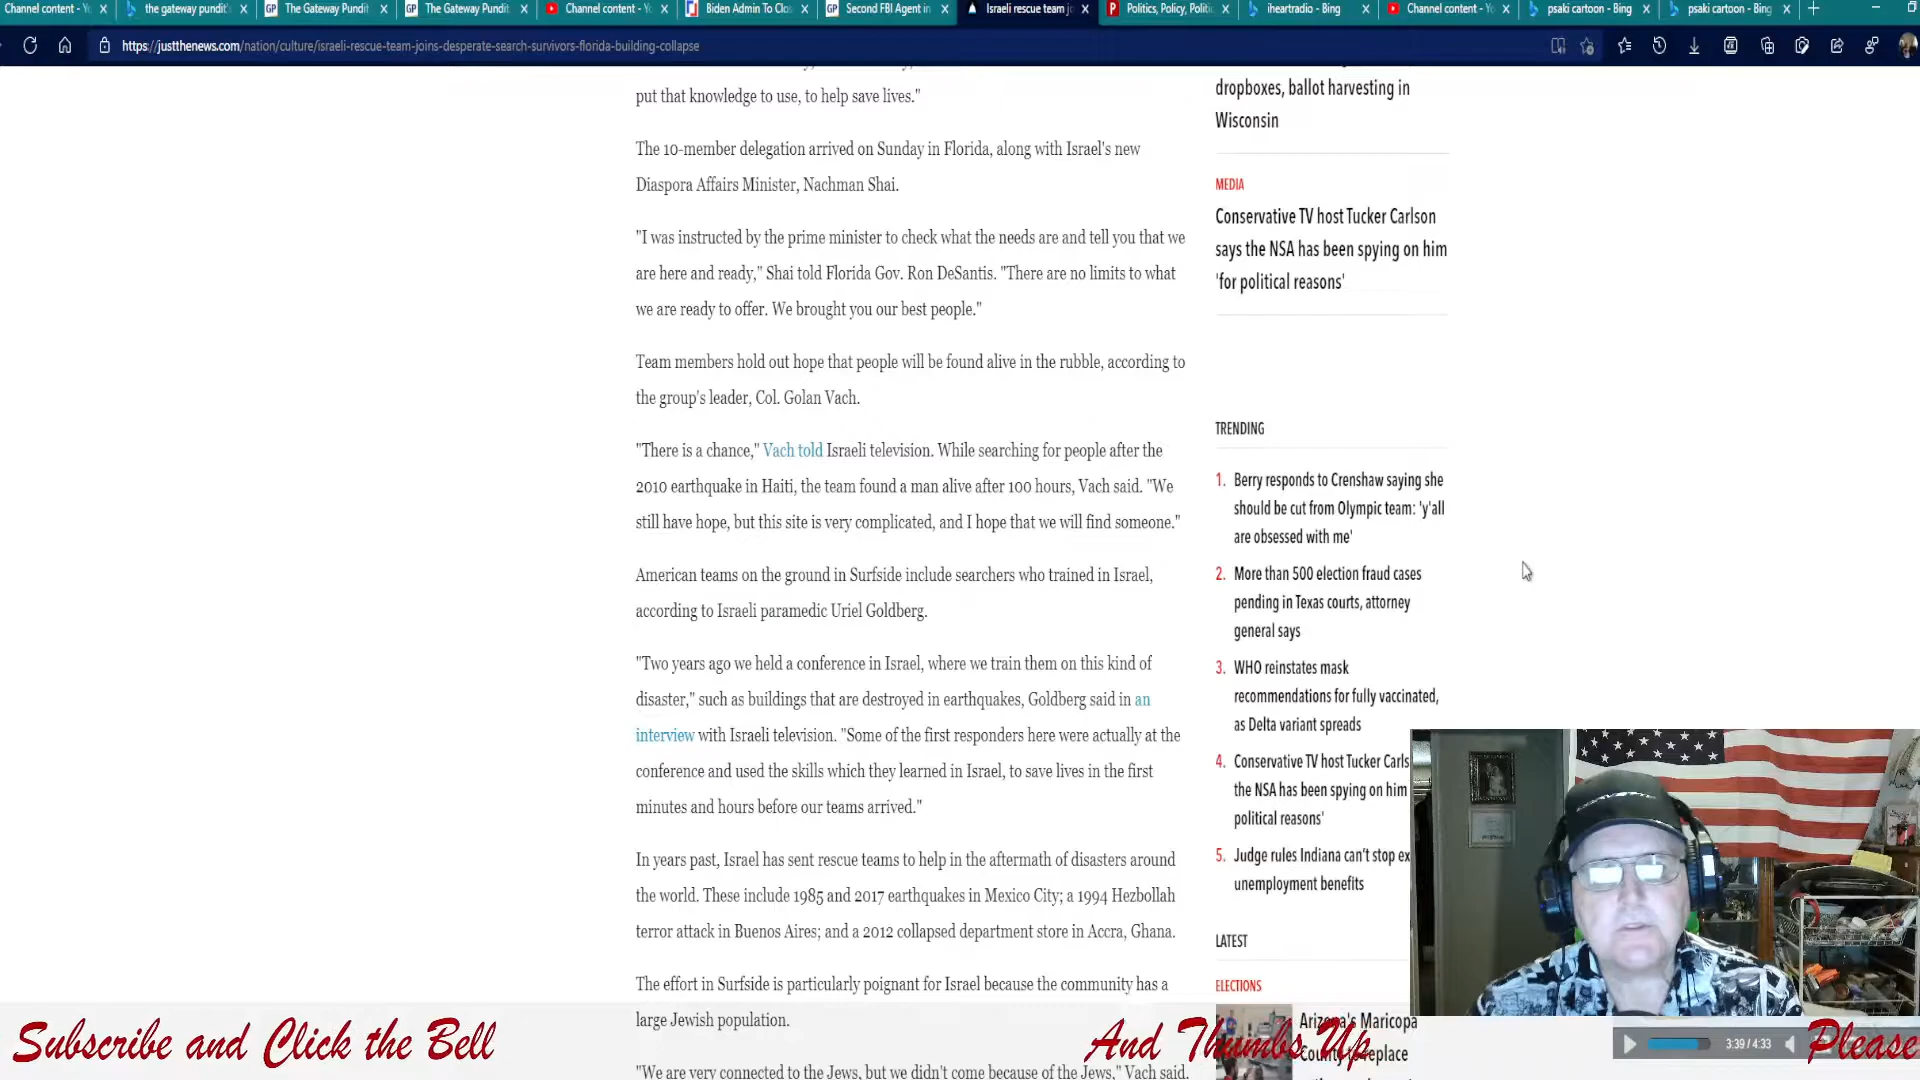 Channel content - Yo
the gateway pundit's
The Gateway Pundit
The Gateway Pundit
Channel content - Yo
Biden Admin To Clos
Second FBI Agent in
Israeli rescue team jo
Politics, Policy, Politic
iheartradio - Bing
Channel content - Yo
psaki cartoon - Bing
psaki cartoon - Bing
https://justthenews.com/nation/culture/israeli-rescue-team-joins-desperate-search-survivors-florida-building-collapse
put that knowledge to use, to help save lives."
The 10-member delegation arrived on Sunday in Florida, along with Israel's new
Diaspora Affairs Minister, Nachman Shai.
"I was instructed by the prime minister to check what the needs are and tell you that we
are here and ready," Shai told Florida Gov. Ron DeSantis. "There are no limits to what
we are ready to offer. We brought you our best people."
Team members hold out hope that people will be found alive in the rubble, according to
the group's leader, Col. Golan Vach.
"There is a chance," Vach told Israeli television. While searching for people after the
2010 earthquake in Haiti, the team found a man alive after 100 hours, Vach said. "We
still have hope, but this site is very complicated, and I hope that we will find someone."
American teams on the ground in Surfside include searchers who trained in Israel,
according to Israeli paramedic Uriel Goldberg.
"Two years ago we held a conference in Israel, where we train them on this kind of
disaster," such as buildings that are destroyed in earthquakes, Goldberg said in an
interview with Israeli television. "Some of the first responders here were actually at the
conference and used the skills which they learned in Israel, to save lives in the first
minutes and hours before our teams arrived."
In years past, Israel has sent rescue teams to help in the aftermath of disasters around
the world. These include 1985 and 2017 earthquakes in Mexico City; a 1994 Hezbollah
terror attack in Buenos Aires; and a 2012 collapsed department store in Accra, Ghana.
The effort in Surfside is particularly poignant for Israel because the community has a
large Jewish population.
"We are very connected to the Jews, but we didn't come because of the Jews," Vach said.
dropboxes, ballot harvesting in
Wisconsin
MEDIA
Conservative TV host Tucker Carlson
says the NSA has been spying on him
'for political reasons'
TRENDING
1. Berry responds to Crenshaw saying she
should be cut from Olympic team: 'y'all
are obsessed with me'
2. More than 500 election fraud cases
pending in Texas courts, attorney
general says
3. WHO reinstates mask
recommendations for fully vaccinated,
as Delta variant spreads
4. Conservative TV host Tucker Carls
the NSA has been spying on him
political reasons'
5. Judge rules Indiana can't stop ex
unemployment benefits
LATEST
ELECTIONS
Arizona's Maricopa
County to replace
Subscribe and Click the Bell
And Thumbs Up
Please
3:39 / 4:33